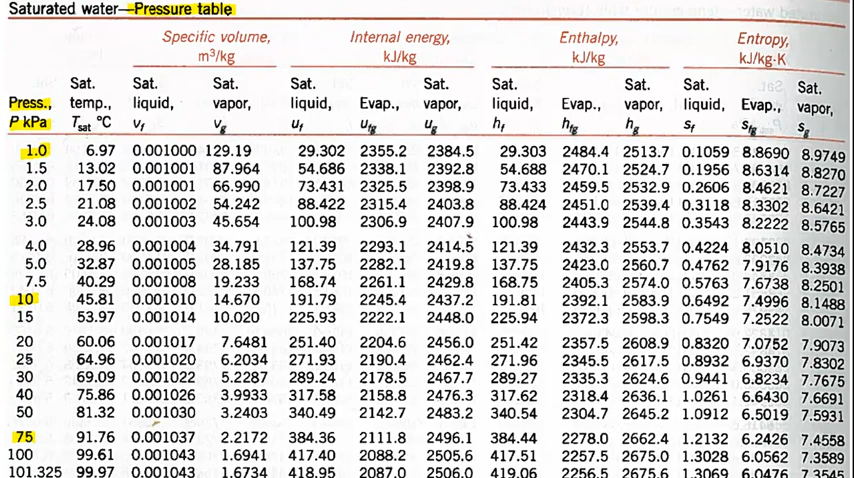 Saturated water—Pressure table
Specific volume, Internal energy, Enthalpy, Entropy,
m³/kg kJ/kg kJ/kg kJ/kg·K
Sat. Sat. Sat. Sat. Sat. Sat. Sat. Sat. Sat.
Press., temp., liquid, vapor, liquid, Evap., vapor, liquid, Evap., vapor, liquid, Evap., vapor,
P kPa Tsat °C vf vg uf ufg ug hf hfg hg sf sfg sg
1.0 6.97 0.001000 129.19 29.302 2355.2 2384.5 29.303 2484.4 2513.7 0.1059 8.8690 8.9749
1.5 13.02 0.001001 87.964 54.686 2338.1 2392.8 54.688 2470.1 2524.7 0.1956 8.6314 8.8270
2.0 17.50 0.001001 66.990 73.431 2325.5 2398.9 73.433 2459.5 2532.9 0.2606 8.4621 8.7227
2.5 21.08 0.001002 54.242 88.422 2315.4 2403.8 88.424 2451.0 2539.4 0.3118 8.3302 8.6421
3.0 24.08 0.001003 45.654 100.98 2306.9 2407.9 100.98 2443.9 2544.8 0.3543 8.2222 8.5765
4.0 28.96 0.001004 34.791 121.39 2293.1 2414.5 121.39 2432.3 2553.7 0.4224 8.0510 8.4734
5.0 32.87 0.001005 28.185 137.75 2282.1 2419.8 137.75 2423.0 2560.7 0.4762 7.9176 8.3938
7.5 40.29 0.001008 19.233 168.74 2261.1 2429.8 168.75 2405.3 2574.0 0.5763 7.6738 8.2501
10 45.81 0.001010 14.670 191.79 2245.4 2437.2 191.81 2392.1 2583.9 0.6492 7.4996 8.1488
15 53.97 0.001014 10.020 225.93 2222.1 2448.0 225.94 2372.3 2598.3 0.7549 7.2522 8.0071
20 60.06 0.001017 7.6481 251.40 2204.6 2456.0 251.42 2357.5 2608.9 0.8320 7.0752 7.9073
25 64.96 0.001020 6.2034 271.93 2190.4 2462.4 271.96 2345.5 2617.5 0.8932 6.9370 7.8302
30 69.09 0.001022 5.2287 289.24 2178.5 2467.7 289.27 2335.3 2624.6 0.9441 6.8234 7.7675
40 75.86 0.001026 3.9933 317.58 2158.8 2476.3 317.62 2318.4 2636.1 1.0261 6.6430 7.6691
50 81.32 0.001030 3.2403 340.49 2142.7 2483.2 340.54 2304.7 2645.2 1.0912 6.5019 7.5931
75 91.76 0.001037 2.2172 384.36 2111.8 2496.1 384.44 2278.0 2662.4 1.2132 6.2426 7.4558
100 99.61 0.001043 1.6941 417.40 2088.2 2505.6 417.51 2257.5 2675.0 1.3028 6.0562 7.3589
101.325 99.97 0.001043 1.6734 418.95 2087.0 2506.0 419.06 2256.5 2675.6 1.3069 6.0476 7.3545